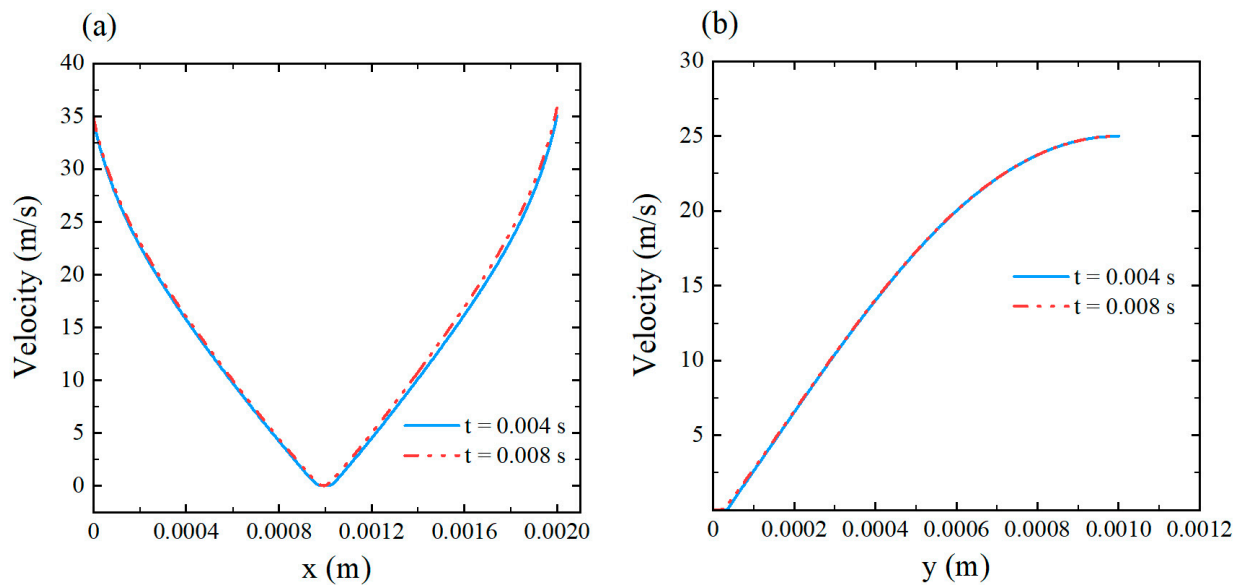 (a)
40
35
30
25
20
15
10
5
0
Velocity (m/s)
t = 0.004 s
t = 0.008 s
0 0.0004 0.0008 0.0012 0.0016 0.0020
x (m)
(b)
30
25
20
15
10
5
Velocity (m/s)
t = 0.004 s
t = 0.008 s
0 0.0002 0.0004 0.0006 0.0008 0.0010 0.0012
y (m)